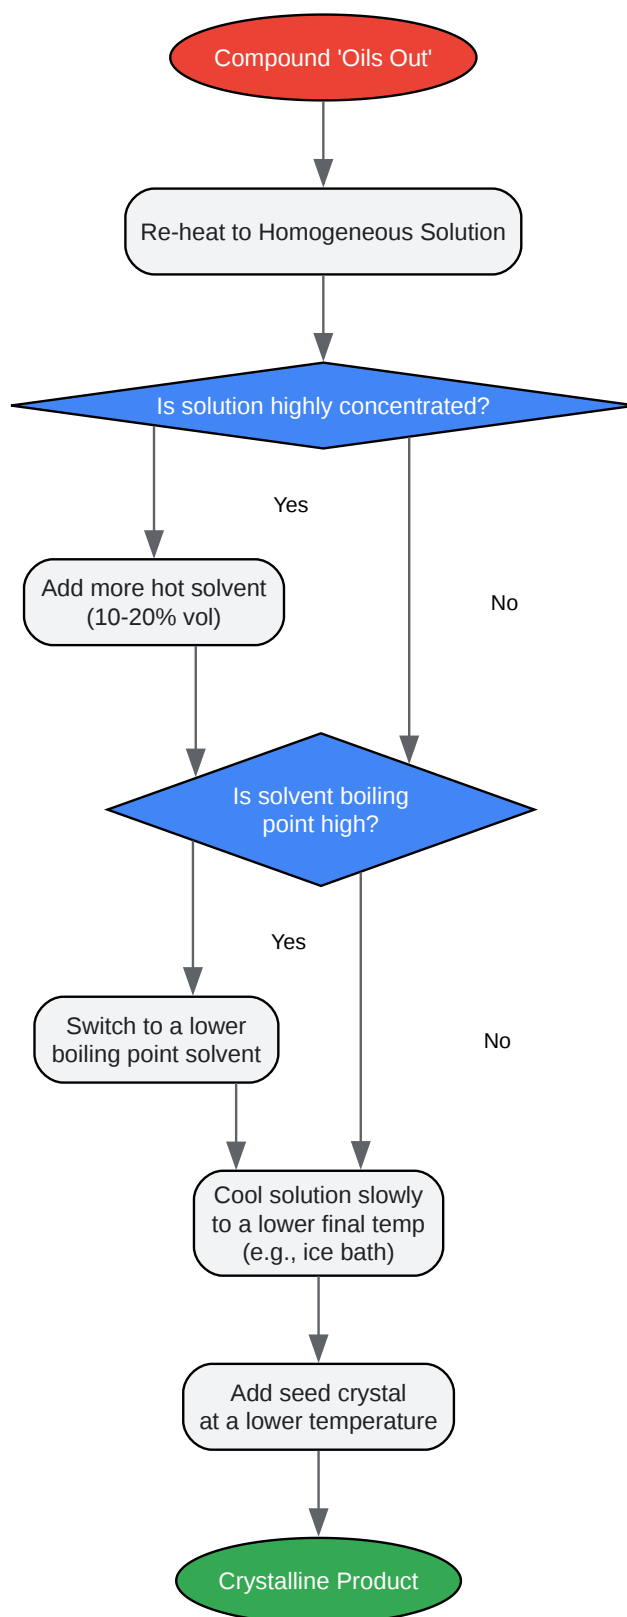 Compound 'Oils Out'
Re-heat to Homogeneous Solution
Is solution highly concentrated?
Yes
Add more hot solvent
(10-20% vol)
No
Is solvent boiling
point high?
Yes
Switch to a lower
boiling point solvent
No
Cool solution slowly
to a lower final temp
(e.g., ice bath)
Add seed crystal
at a lower temperature
Crystalline Product